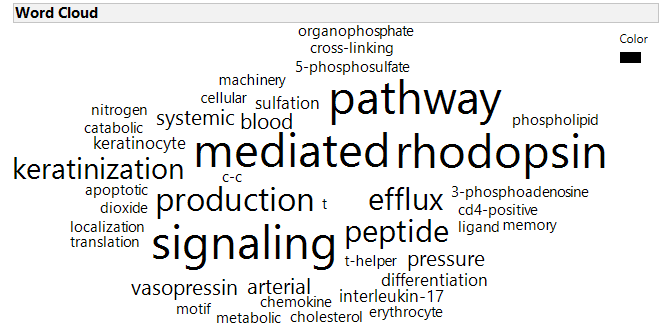 Word Cloud
Color
organophosphate
cross-linking
5-phosphosulfate
machinery
cellular
sulfation
pathway
nitrogen
systemic
blood
phospholipid
catabolic
keratinocyte
mediated
rhodopsin
keratinization
c-c
apoptotic
production
t
efflux
3-phosphoadenosine
dioxide
cd4-positive
localization
signaling
peptide
ligand
memory
translation
t-helper
pressure
differentiation
vasopressin
arterial
interleukin-17
chemokine
motif
erythrocyte
metabolic
cholesterol